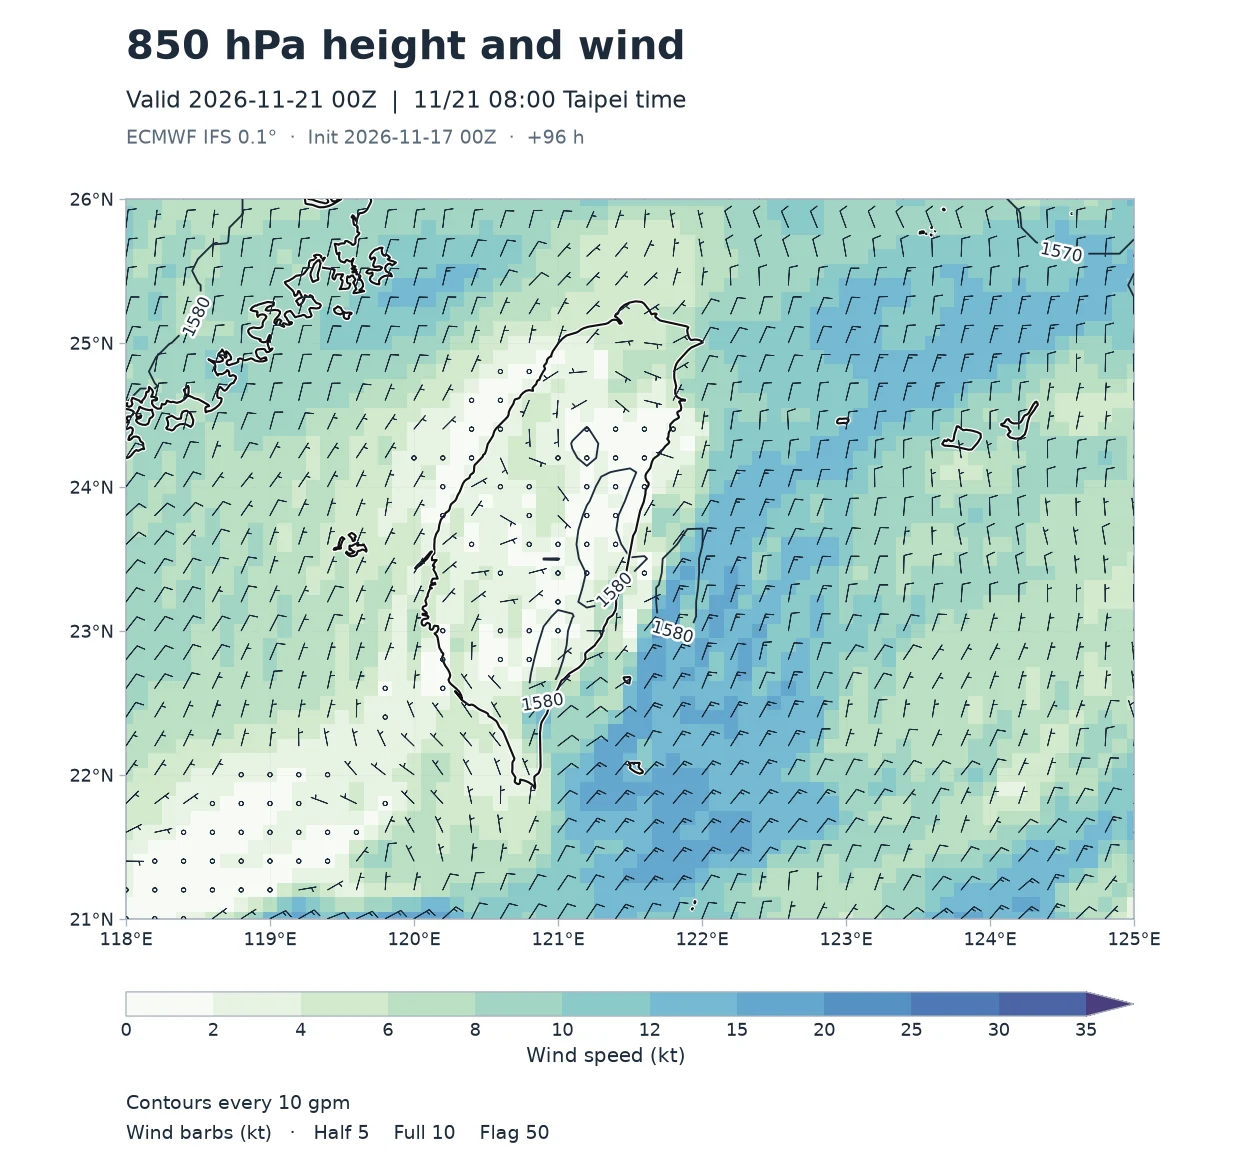 850 hPa height and wind
Valid 2026-11-21 00Z | 11/21 08:00 Taipei time
ECMWF IFS 0.1° · Init 2026-11-17 00Z · +96 h
26°N
1570
1580
25°N
24°N
1580
23°N
1580
1580
22°N
21°N
118°E 119°E 120°E 121°E 122°E 123°E 124°E 125°E
0 2 4 6 8 10 12 15 20 25 30 35
Wind speed (kt)
Contours every 10 gpm
Wind barbs (kt) · Half 5 Full 10 Flag 50